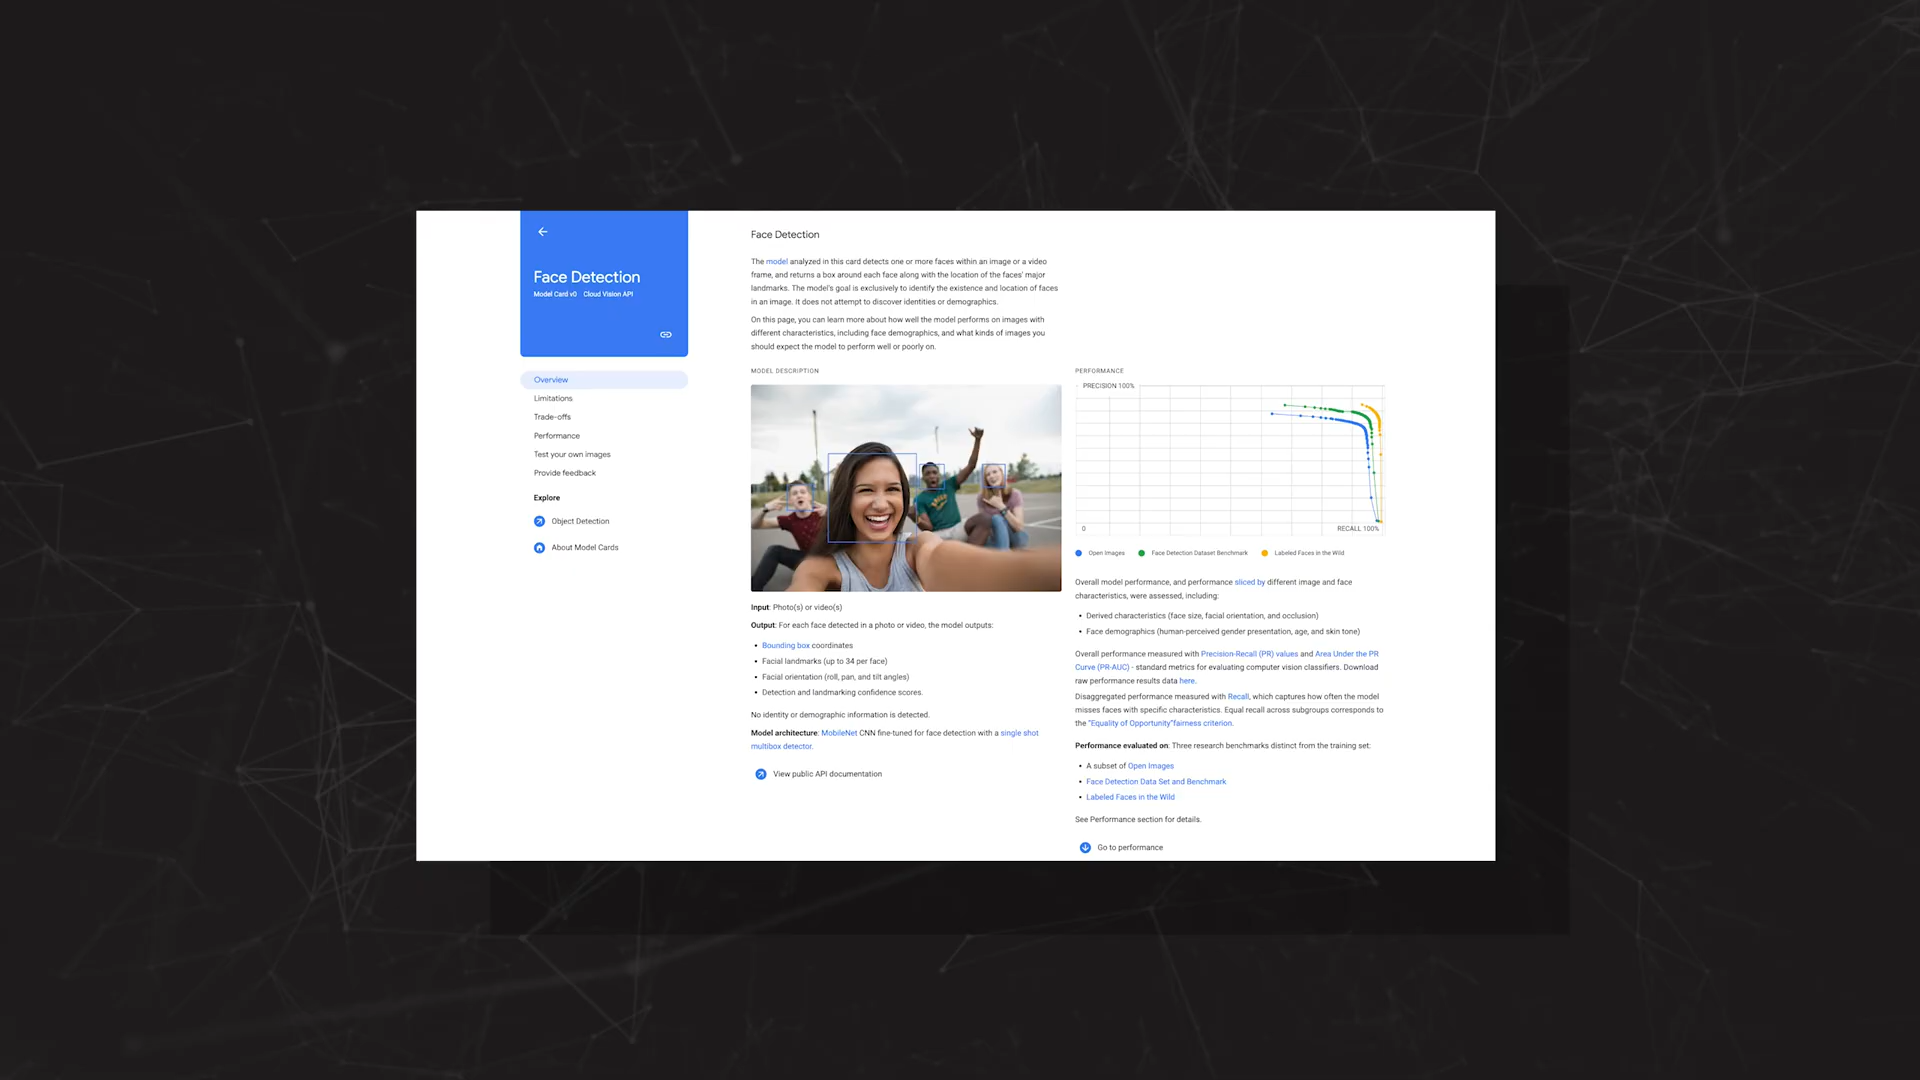 Face Detection
Model Card v0 Cloud Vision API
Overview
Limitations
Trade-offs
Performance
Test your own images
Provide feedback
Explore
Object Detection
About Model Cards
Face Detection
The model analyzed in this card detects one or more faces within an image or a video
frame, and returns a box around each face along with the location of the faces' major
landmarks. The model's goal is exclusively to identify the existence and location of faces
in an image. It does not attempt to discover identities or demographics.
On this page, you can learn more about how well the model performs on images with
different characteristics, including face demographics, and what kinds of images you
should expect the model to perform well or poorly on.
MODEL DESCRIPTION
Input: Photo(s) or video(s)
Output: For each face detected in a photo or video, the model outputs:
• Bounding box coordinates
• Facial landmarks (up to 34 per face)
• Facial orientation (roll, pan, and tilt angles)
• Detection and landmarking confidence scores.
No identity or demographic information is detected.
Model architecture: MobileNet CNN fine-tuned for face detection with a single shot
multibox detector.
View public API documentation
PERFORMANCE
PRECISION 100%
0
RECALL 100%
Open Images
Face Detection Dataset Benchmark
Labeled Faces in the Wild
Overall model performance, and performance sliced by different image and face
characteristics, were assessed, including:
• Derived characteristics (face size, facial orientation, and occlusion)
• Face demographics (human-perceived gender presentation, age, and skin tone)
Overall performance measured with Precision-Recall (PR) values and Area Under the PR
Curve (PR-AUC) - standard metrics for evaluating computer vision classifiers. Download
raw performance results data here.
Disaggregated performance measured with Recall, which captures how often the model
misses faces with specific characteristics. Equal recall across subgroups corresponds to
the "Equality of Opportunity"fairness criterion.
Performance evaluated on: Three research benchmarks distinct from the training set:
• A subset of Open Images
• Face Detection Data Set and Benchmark
• Labeled Faces in the Wild
See Performance section for details.
Go to performance